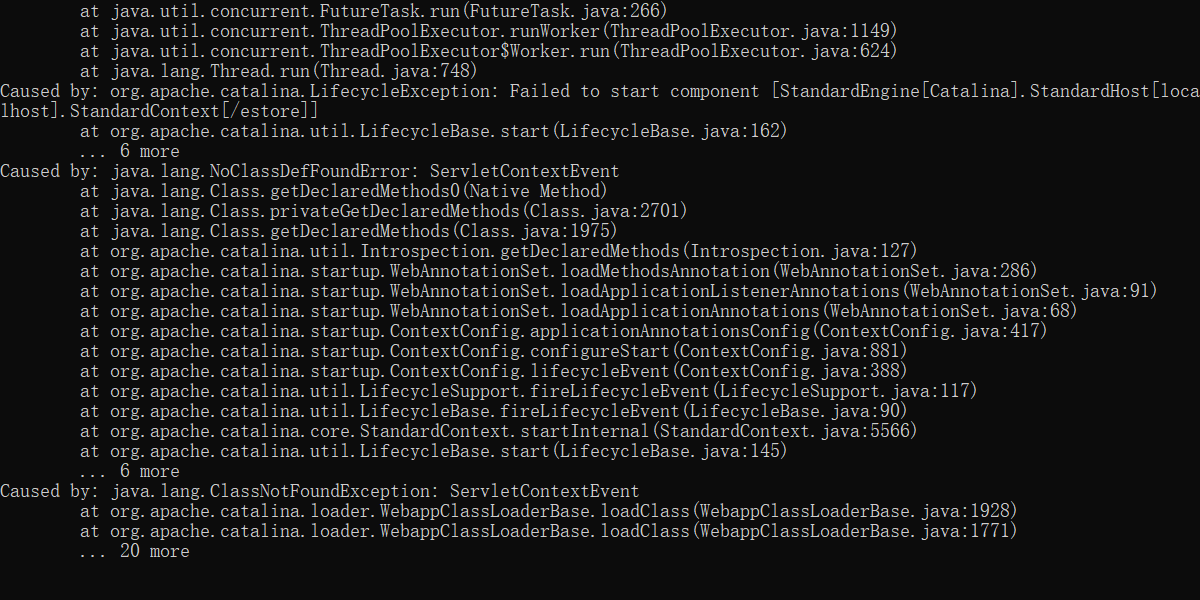 at java.util.concurrent.FutureTask.run(FutureTask.java:266)
at java.util.concurrent.ThreadPoolExecutor.runWorker(ThreadPoolExecutor.java:1149)
at java.util.concurrent.ThreadPoolExecutor$Worker.run(ThreadPoolExecutor.java:624)
at java.lang.Thread.run(Thread.java:748)
Caused by: org.apache.catalina.LifecycleException: Failed to start component [StandardEngine[Catalina].StandardHost[loca
lhost].StandardContext[/estore]]
at org.apache.catalina.util.LifecycleBase.start(LifecycleBase.java:162)
... 6 more
Caused by: java.lang.NoClassDefFoundError: ServletContextEvent
at java.lang.Class.getDeclaredMethods0(Native Method)
at java.lang.Class.privateGetDeclaredMethods(Class.java:2701)
at java.lang.Class.getDeclaredMethods(Class.java:1975)
at org.apache.catalina.util.Introspection.getDeclaredMethods(Introspection.java:127)
at org.apache.catalina.startup.WebAnnotationSet.loadMethodsAnnotation(WebAnnotationSet.java:286)
at org.apache.catalina.startup.WebAnnotationSet.loadApplicationListenerAnnotations(WebAnnotationSet.java:91)
at org.apache.catalina.startup.WebAnnotationSet.loadApplicationAnnotations(WebAnnotationSet.java:68)
at org.apache.catalina.startup.ContextConfig.applicationAnnotationsConfig(ContextConfig.java:417)
at org.apache.catalina.startup.ContextConfig.configureStart(ContextConfig.java:881)
at org.apache.catalina.startup.ContextConfig.lifecycleEvent(ContextConfig.java:388)
at org.apache.catalina.util.LifecycleSupport.fireLifecycleEvent(LifecycleSupport.java:117)
at org.apache.catalina.util.LifecycleBase.fireLifecycleEvent(LifecycleBase.java:90)
at org.apache.catalina.core.StandardContext.startInternal(StandardContext.java:5566)
at org.apache.catalina.util.LifecycleBase.start(LifecycleBase.java:145)
... 6 more
Caused by: java.lang.ClassNotFoundException: ServletContextEvent
at org.apache.catalina.loader.WebappClassLoaderBase.loadClass(WebappClassLoaderBase.java:1928)
at org.apache.catalina.loader.WebappClassLoaderBase.loadClass(WebappClassLoaderBase.java:1771)
... 20 more